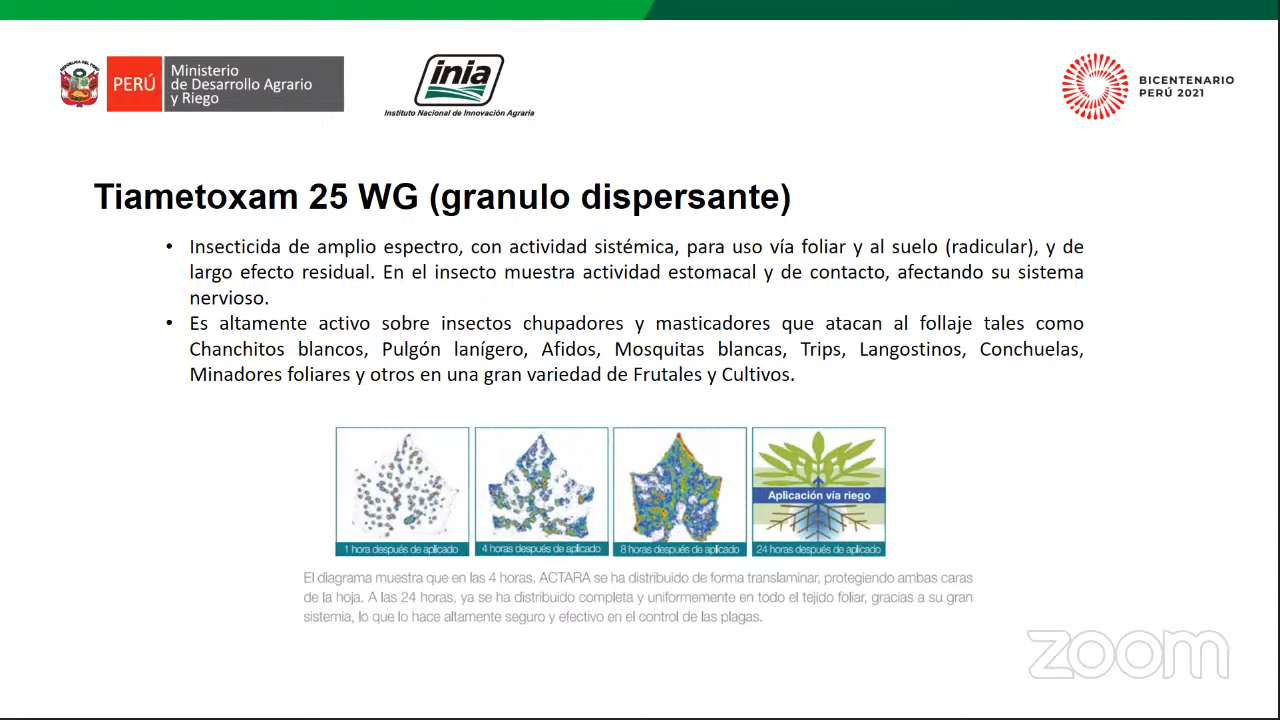 REPÚBLICA DEL PERÚ
PERÚ
Ministerio
de Desarrollo Agrario
y Riego
inia
Instituto Nacional de Innovación Agraria
BICENTENARIO
PERÚ 2021
Tiametoxam 25 WG (granulo dispersante)
• Insecticida de amplio espectro, con actividad sistémica, para uso vía foliar y al suelo (radicular), y de
largo efecto residual. En el insecto muestra actividad estomacal y de contacto, afectando su sistema
nervioso.
• Es altamente activo sobre insectos chupadores y masticadores que atacan al follaje tales como
Chanchitos blancos, Pulgón lanígero, Afidos, Mosquitas blancas, Trips, Langostinos, Conchuelas,
Minadores foliares y otros en una gran variedad de Frutales y Cultivos.
Aplicación vía riego
1 hora después de aplicado
4 horas después de aplicado
8 horas después de aplicado
24 horas después de aplicado
El diagrama muestra que en las 4 horas, ACTARA se ha distribuido de forma translaminar, protegiendo ambas caras
de la hoja. A las 24 horas, ya se ha distribuido completa y uniformemente en todo el tejido foliar, gracias a su gran
sistemia, lo que lo hace altamente seguro y efectivo en el control de las plagas.
zoom